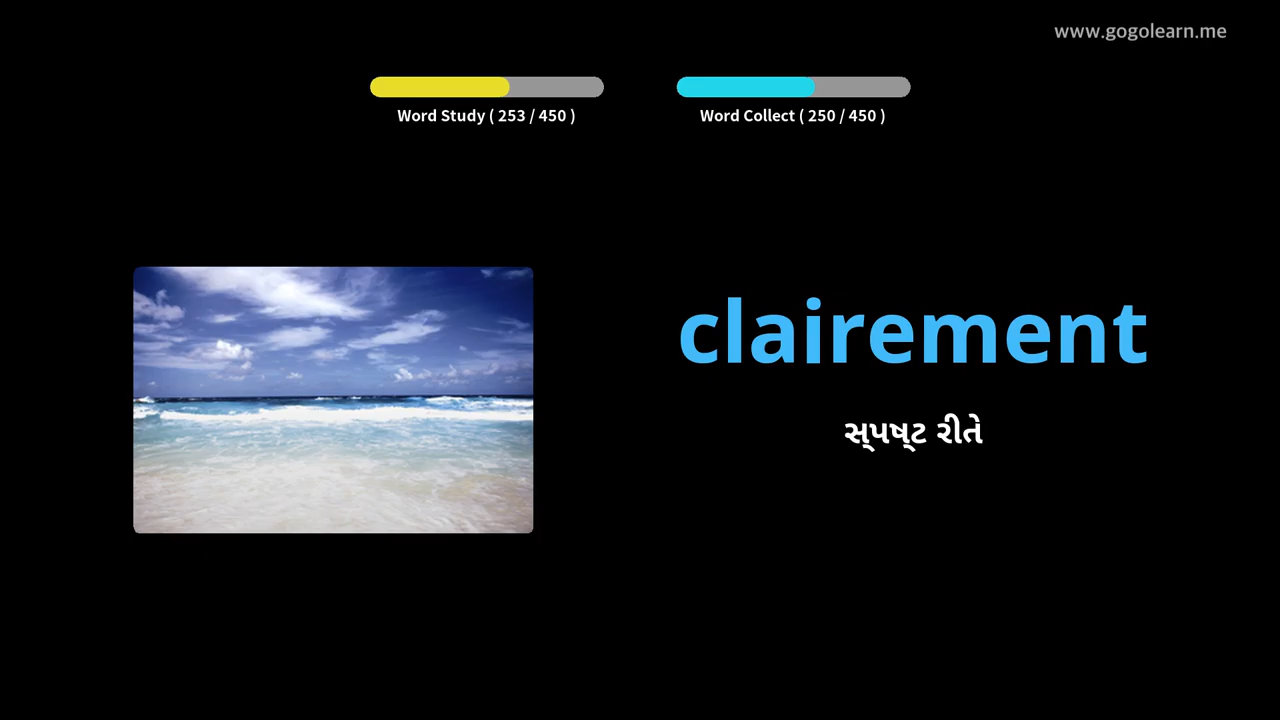 www.gogolearn.me
Word Study ( 253 / 450 )
Word Collect ( 250 / 450 )
clairement
સ્પષ્ટ રીતે